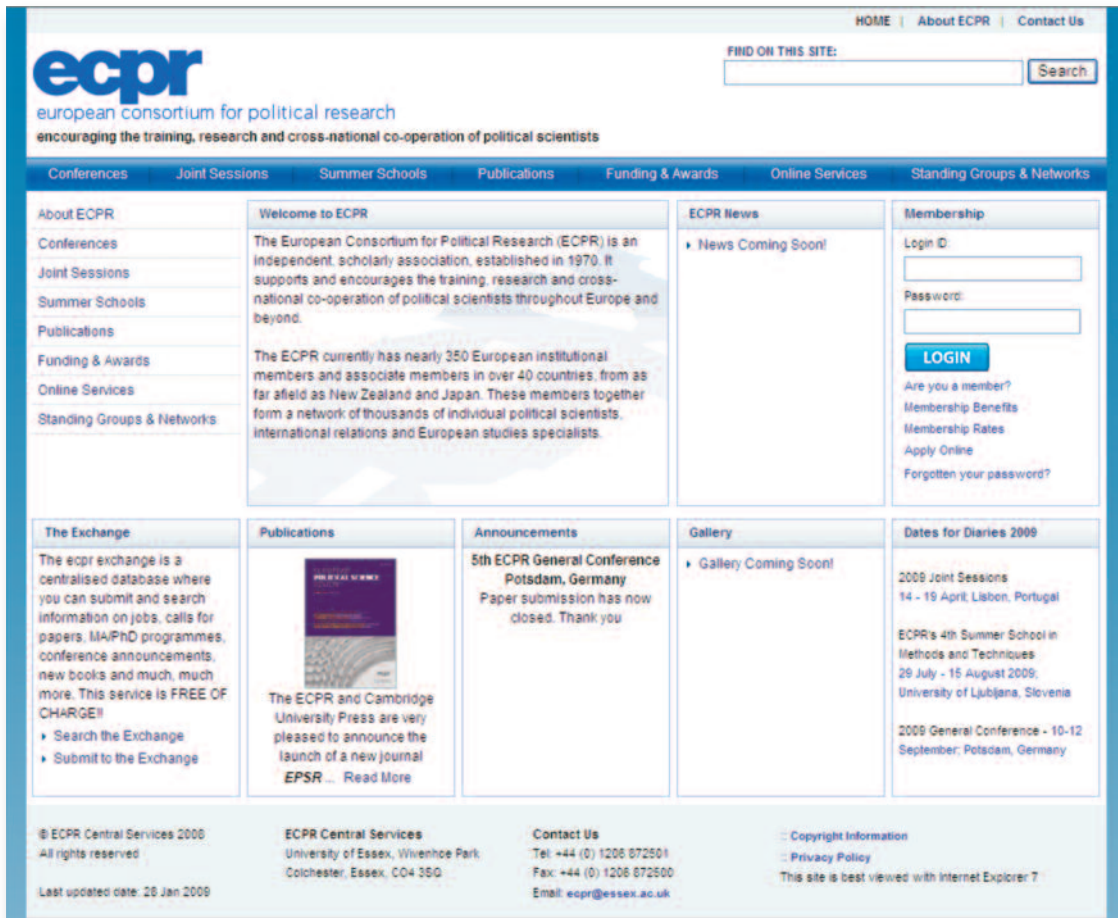 HOME | About ECPR | Contact Us
ecpr
european consortium for political research
encouraging the training, research and cross-national co-operation of political scientists
FIND ON THIS SITE:
Search
Conferences Joint Sessions Summer Schools Publications Funding & Awards Online Services Standing Groups & Networks
About ECPR
Conferences
Joint Sessions
Summer Schools
Publications
Funding & Awards
Online Services
Standing Groups & Networks
Welcome to ECPR
The European Consortium for Political Research (ECPR) is an
independent, scholarly association, established in 1970. It
supports and encourages the training, research and cross-
national co-operation of political scientists throughout Europe and
beyond.
The ECPR currently has nearly 350 European institutional
members and associate members in over 40 countries, from as
far afield as New Zealand and Japan. These members together
form a network of thousands of individual political scientists,
international relations and European studies specialists.
ECPR News
News Coming Soon!
Membership
Login ID:
Password:
LOGIN
Are you a member?
Membership Benefits
Membership Rates
Apply Online
Forgotten your password?
The Exchange
The ecpr exchange is a
centralised database where
you can submit and search
information on jobs, calls for
papers, MA/PhD programmes,
conference announcements,
new books and much, much
more. This service is FREE OF
CHARGE!!
Search the Exchange
Submit to the Exchange
Publications
POLITICAL SCIENCE
The ECPR and Cambridge
University Press are very
pleased to announce the
launch of a new journal
EPSR ... Read More
Announcements
5th ECPR General Conference
Potsdam, Germany
Paper submission has now
closed. Thank you
Gallery
Gallery Coming Soon!
Dates for Diaries 2009
2009 Joint Sessions
14 - 19 April; Lisbon, Portugal
ECPR's 4th Summer School in
Methods and Techniques
29 July - 15 August 2009;
University of Ljubljana, Slovenia
2009 General Conference - 10-12
September; Potsdam, Germany
© ECPR Central Services 2008
All rights reserved
Last updated date: 28 Jan 2009
ECPR Central Services
University of Essex, Wivenhoe Park
Colchester, Essex, CO4 3SQ
Contact Us
Tel: +44 (0) 1206 872501
Fax: +44 (0) 1206 872500
Email: ecpr@essex.ac.uk
:: Copyright Information
:: Privacy Policy
This site is best viewed with Internet Explorer 7